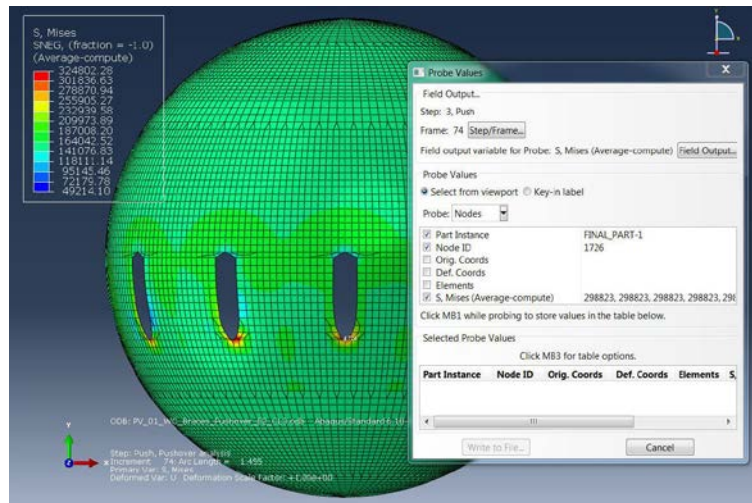 S, Mises
SNEG, (fraction = -1.0)
(Average-compute)
324802.28
301836.63
278870.94
255905.27
232939.58
209973.89
187008.20
164042.52
141076.83
118111.14
95145.46
72179.78
49214.10
Probe Values
X
Field Output...
Step: 3, Push
Frame: 74 Step/Frame...
Field output variable for Probe: S, Mises (Average-compute) Field Output...
Probe Values
Select from viewport Key-in label
Probe: Nodes
Part Instance FINAL_PART-1
Node ID 1726
Orig. Coords
Def. Coords
Elements
S, Mises (Average-compute) 298823, 298823, 298823, 298823, 298
Click MB1 while probing to store values in the table below.
Selected Probe Values
Click MB3 for table options.
Part Instance Node ID Orig. Coords Def. Coords Elements S,
Write to File... Cancel
Y
X
Step: Push, Pushover analysis
Increment 74: Arc Length = 1.495
Primary Var: S, Mises
Deformed Var: U Deformation Scale Factor: